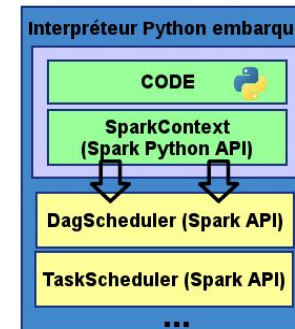 Interpréteur Python embarqu
CODE
SparkContext
(Spark Python API)
DagScheduler (Spark API)
TaskScheduler (Spark API)
...